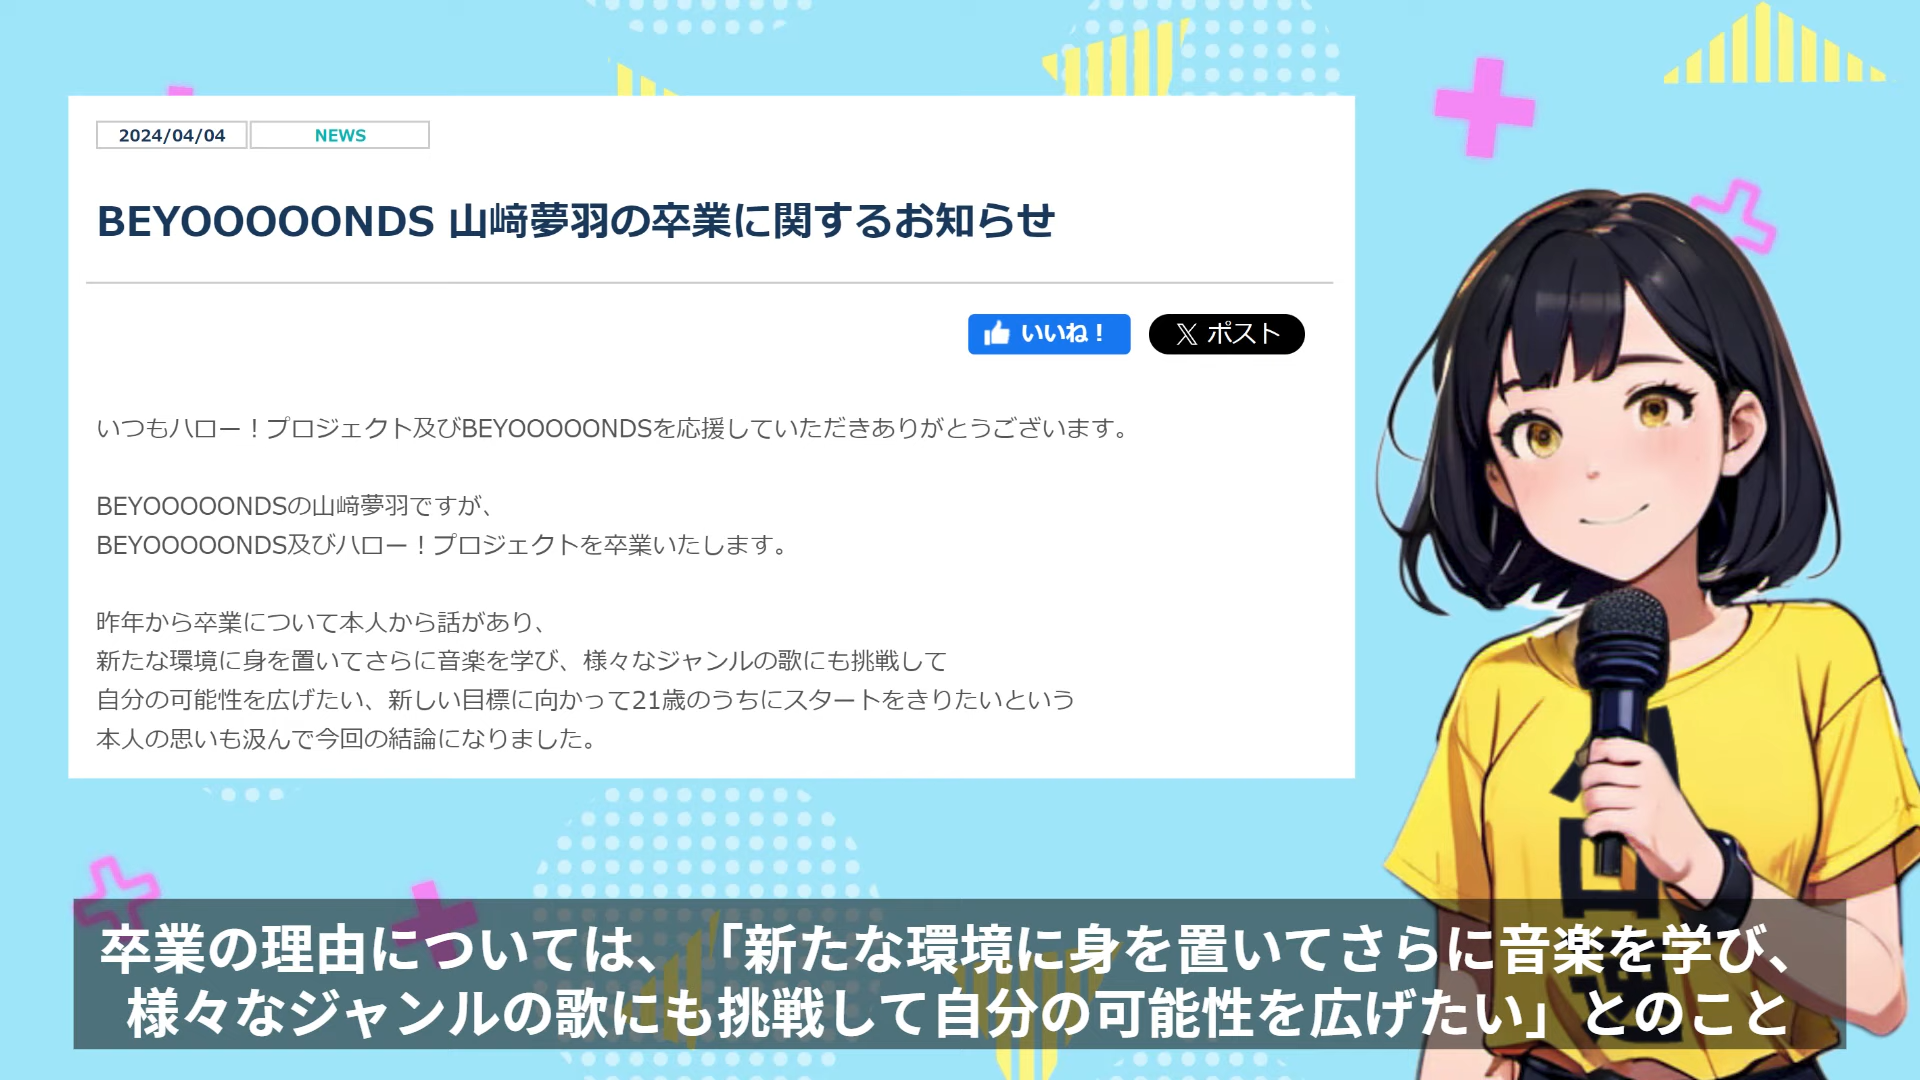 2024/04/04 NEWS
BEYOOOOONDS 山﨑夢羽の卒業に関するお知らせ
いいね！ 𝕏 ポスト
いつもハロー！プロジェクト及びBEYOOOOONDSを応援していただきありがとうございます。
BEYOOOOONDSの山﨑夢羽ですが、
BEYOOOOONDS及びハロー！プロジェクトを卒業いたします。
昨年から卒業について本人から話があり、
新たな環境に身を置いてさらに音楽を学び、様々なジャンルの歌にも挑戦して
自分の可能性を広げたい、新しい目標に向かって21歳のうちにスタートをきりたいという
本人の思いも汲んで今回の結論になりました。
卒業の理由については、「新たな環境に身を置いてさらに音楽を学び、
様々なジャンルの歌にも挑戦して自分の可能性を広げたい」とのこと